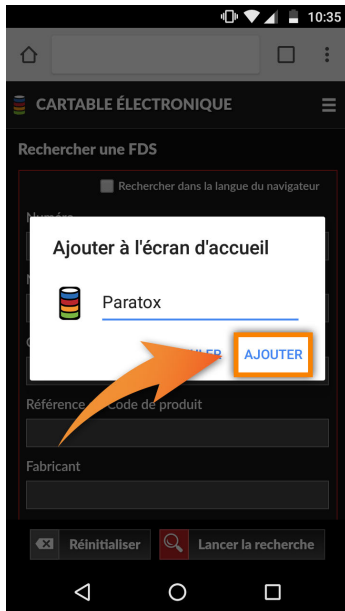 10:35
CARTABLE ÉLECTRONIQUE
Rechercher une FDS
Rechercher dans la langue du navigateur
Numéro
Ajouter à l'écran d'accueil
Paratox
AJOUTER
Référence
Code de produit
Fabricant
Réinitialiser
Lancer la recherche